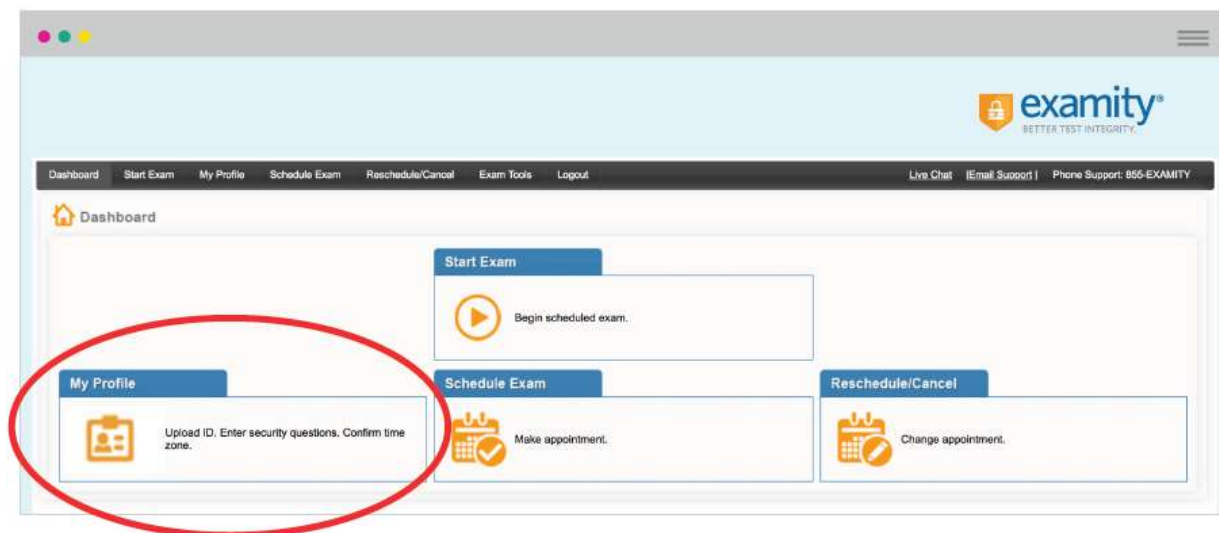 examity®
BETTER TEST INTEGRITY.
Dashboard Start Exam My Profile Schedule Exam Reschedule/Cancel Exam Tools Logout Live Chat |Email Support | Phone Support: 855-EXAMITY
Dashboard
Start Exam
Begin scheduled exam.
My Profile
Upload ID. Enter security questions. Confirm time
zone.
Schedule Exam
Make appointment.
Reschedule/Cancel
Change appointment.